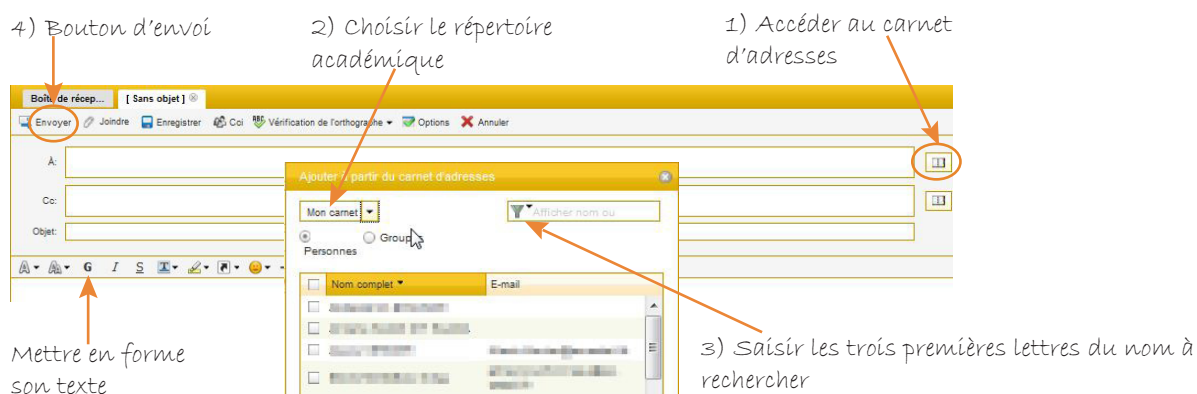 4) Bouton d'envoi
2) Choisir le répertoire
académique
1) Accéder au carnet
d'adresses
Boîte de récep...
[ Sans objet ]
Envoyer
Joindre
Enregistrer
Cci
Vérification de l'orthographe
Options
Annuler
À:
Cc:
Objet:
Ajouter à partir du carnet d'adresses
Mon carnet
Afficher nom ou
Personnes
Groupes
G I S
Nom complet
E-mail
Mettre en forme
son texte
3) Saisir les trois premières lettres du nom à
rechercher